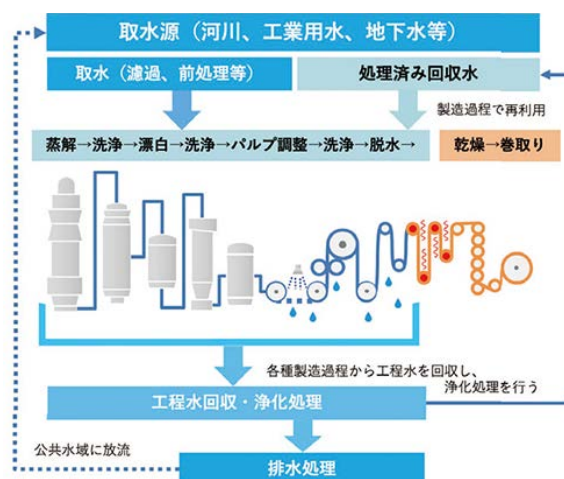 取水源（河川、工業用水、地下水等）
取水（濾過、前処理等）
処理済み回収水
製造過程で再利用
蒸解→洗浄→漂白→洗浄→パルプ調整→洗浄→脱水→
乾燥→巻取り
各種製造過程から工程水を回収し、
浄化処理を行う
工程水回収・浄化処理
公共水域に放流
排水処理